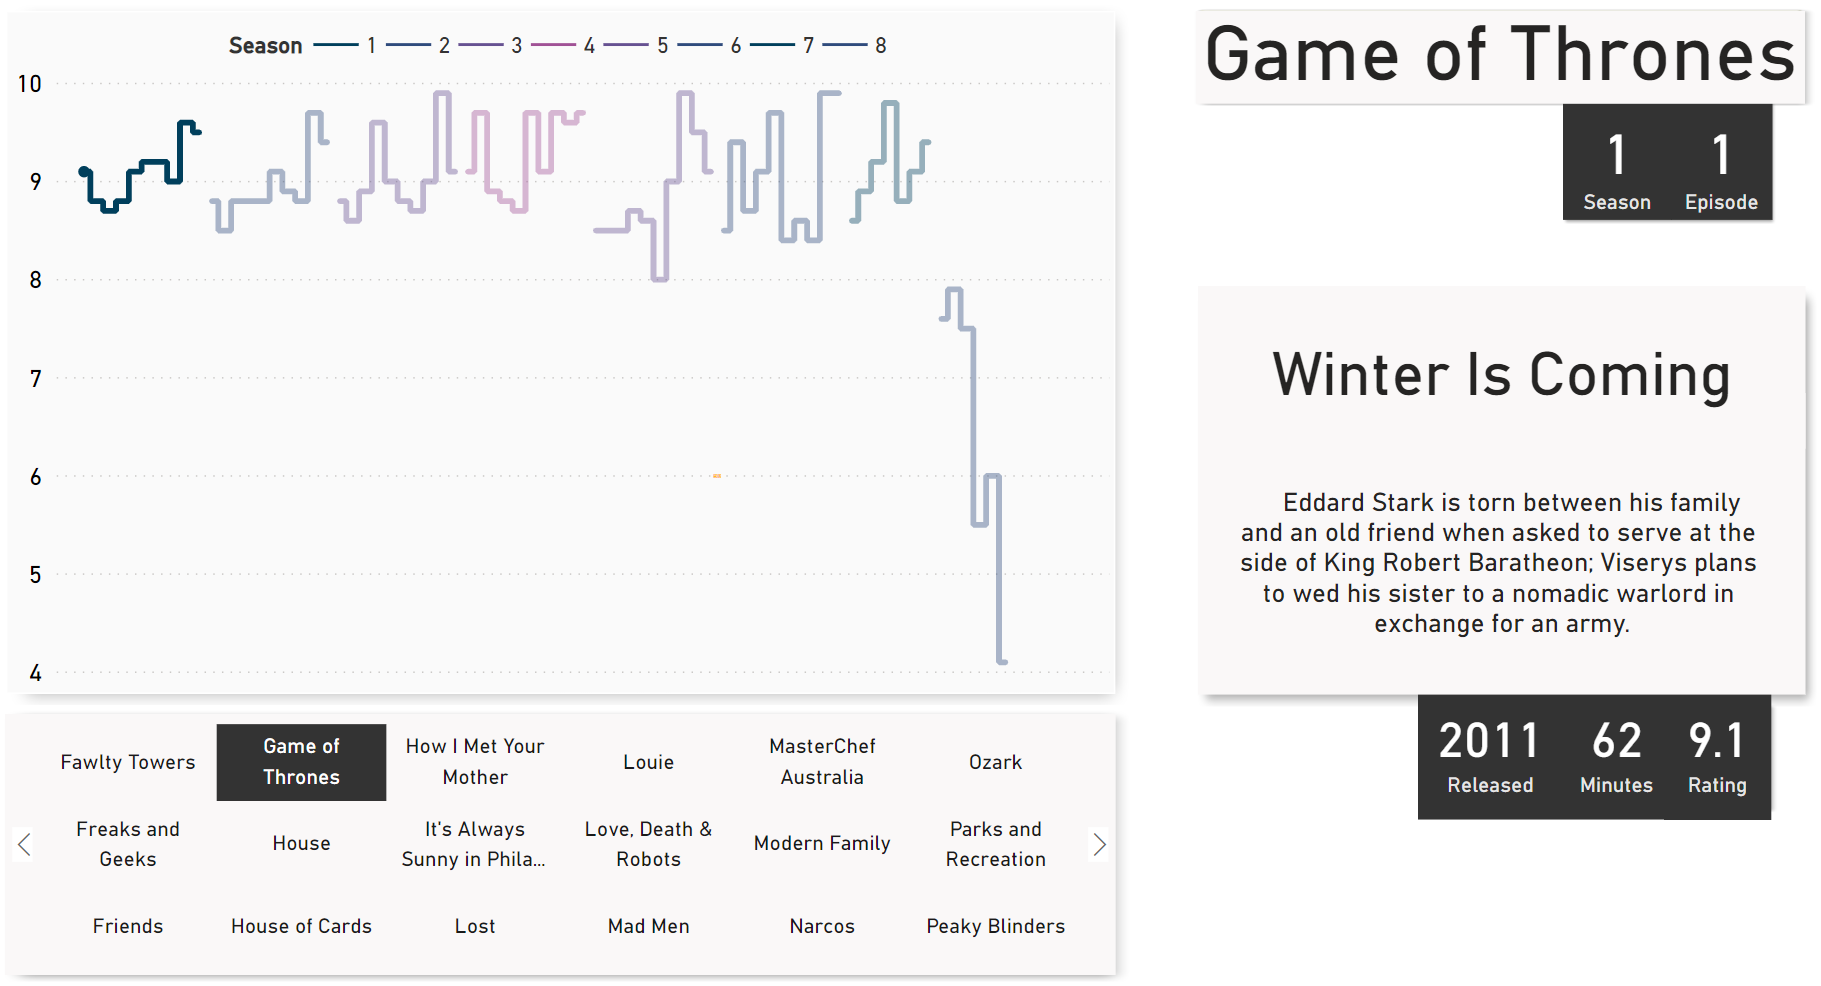 Season 1 2 3 4 5 6 7 8
10
9
8
7
6
5
4
Game of Thrones
1 1
Season Episode
Winter Is Coming
Eddard Stark is torn between his family
and an old friend when asked to serve at the
side of King Robert Baratheon; Viserys plans
to wed his sister to a nomadic warlord in
exchange for an army.
2011 62 9.1
Released Minutes Rating
Fawlty Towers
Game of
Thrones
How I Met Your
Mother
Louie
MasterChef
Australia
Ozark
Freaks and
Geeks
House
It's Always
Sunny in Phila...
Love, Death &
Robots
Modern Family
Parks and
Recreation
Friends
House of Cards
Lost
Mad Men
Narcos
Peaky Blinders